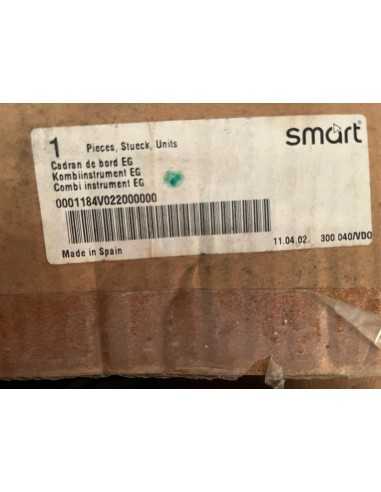 1 Pieces, Stueck, Units smart
Cadran de bord EG
Kombiinstrument EG
Combi instrument EG
0001184V022000000
Made in Spain 11.04.02 300 040/VDO